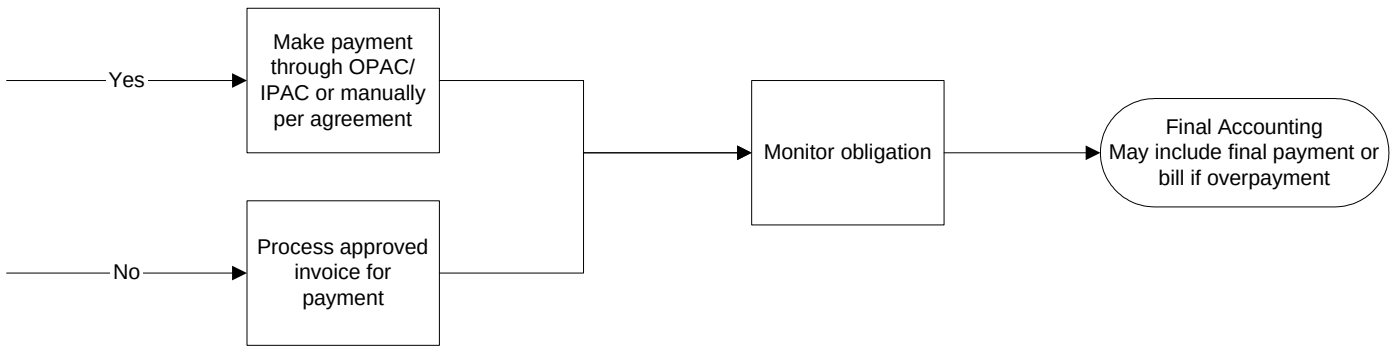 Yes
Make payment
through OPAC/
IPAC or manually
per agreement
No
Process approved
invoice for
payment
Monitor obligation
Final Accounting
May include final payment or
bill if overpayment